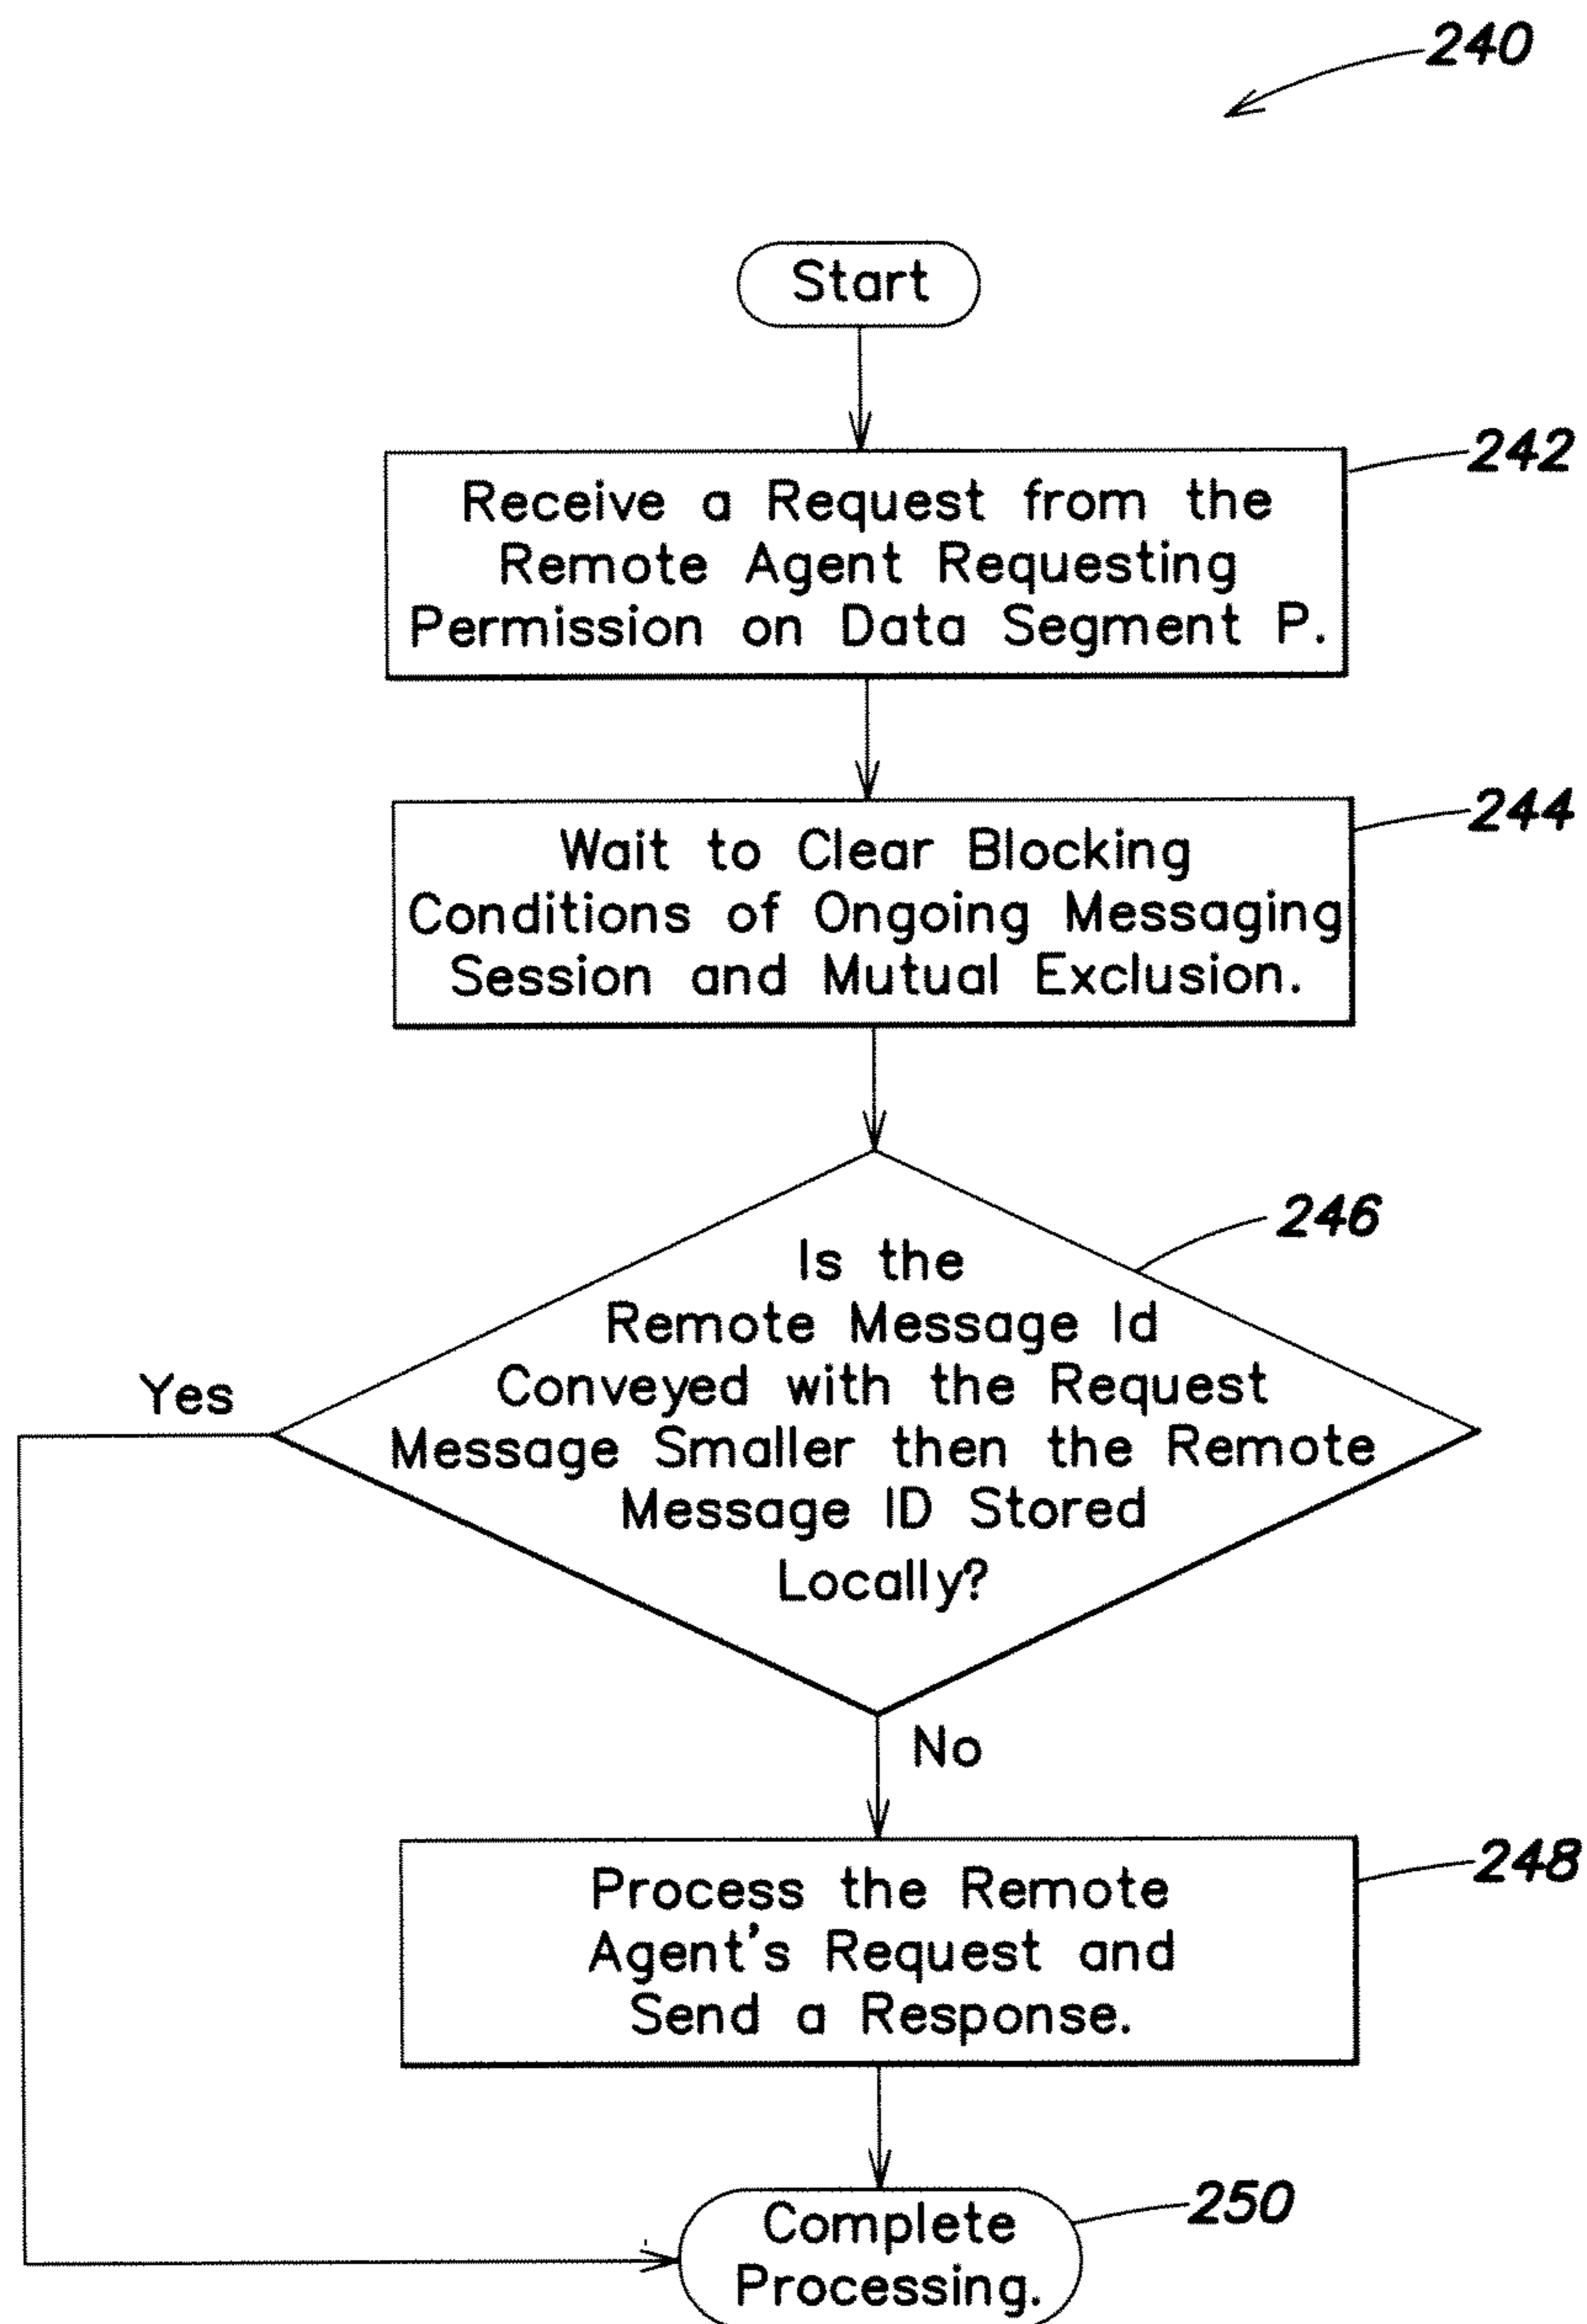 240
Start
242
Receive a Request from the
Remote Agent Requesting
Permission on Data Segment P.
244
Wait to Clear Blocking
Conditions of Ongoing Messaging
Session and Mutual Exclusion.
246
Is the
Remote Message Id
Conveyed with the Request
Message Smaller then the Remote
Message ID Stored
Locally?
Yes
No
248
Process the Remote
Agent's Request and
Send a Response.
250
Complete
Processing.